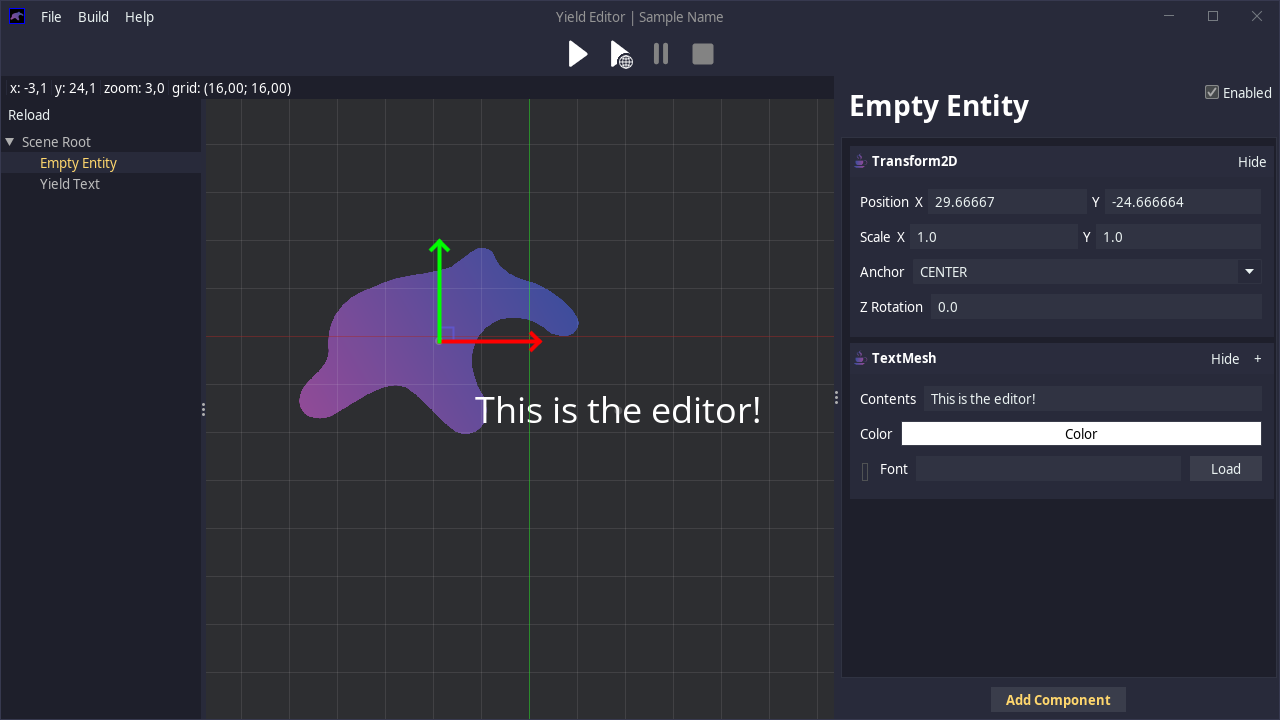 File Build Help Yield Editor | Sample Name
x: -3,1 y: 24,1 zoom: 3,0 grid: (16,00; 16,00)
Reload
Scene Root
Empty Entity
Yield Text
This is the editor!
Empty Entity
Enabled
Transform2D Hide
Position X 29.66667 Y -24.666664
Scale X 1.0 Y 1.0
Anchor CENTER
Z Rotation 0.0
TextMesh Hide +
Contents This is the editor!
Color Color
Font Load
Add Component